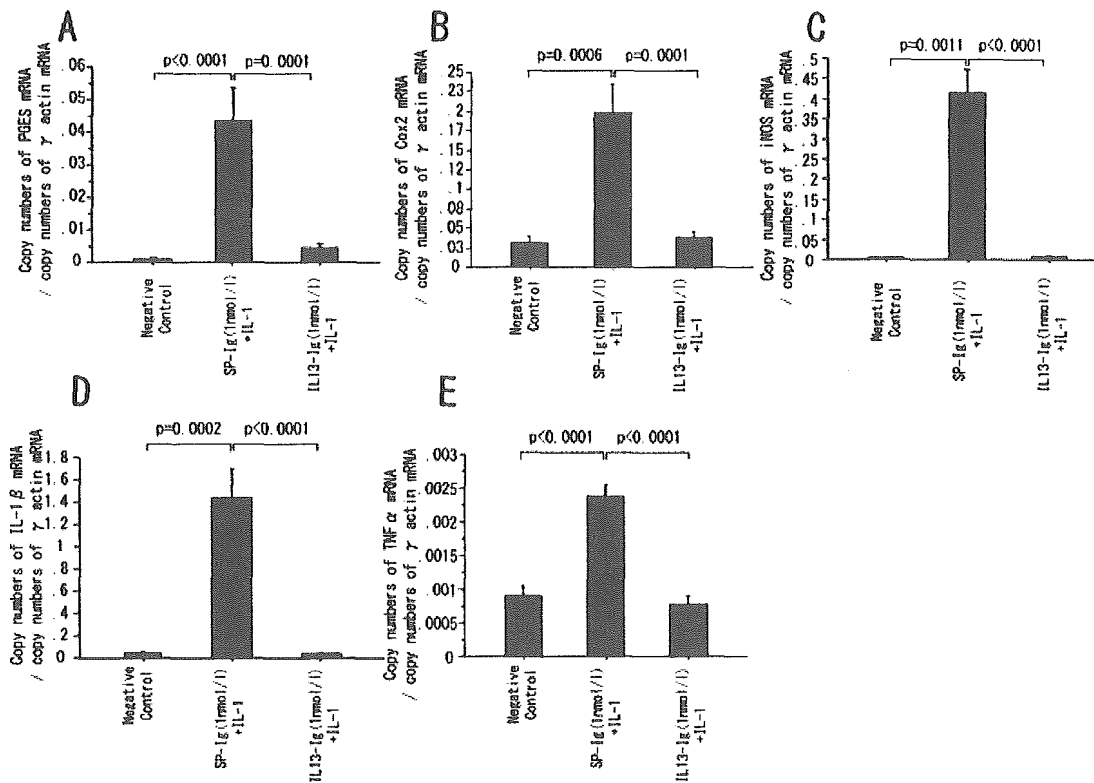 A
p<0.0001 p=0.0001
Copy numbers of PGES mRNA
/ copy numbers of γ actin mRNA
.06
.05
.04
.03
.02
.01
0
Negative
Control
SP-Ig(1nmol/l)
+IL-1
IL13-Ig(1nmol/l)
+IL-1
B
p=0.0006 p=0.0001
Copy numbers of Cox2 mRNA
/ copy numbers of γ actin mRNA
.25
.23
.2
.17
.15
.13
.1
.07
.05
.03
0
Negative
Control
SP-Ig(1nmol/l)
+IL-1
IL13-Ig(1nmol/l)
+IL-1
C
p=0.0011 p<0.0001
Copy numbers of iNOS mRNA
/ copy numbers of γ actin mRNA
.5
.45
.4
.35
.3
.25
.2
.15
.1
.05
0
Negative
Control
SP-Ig(1nmol/l)
+IL-1
IL13-Ig(1nmol/l)
+IL-1
D
p=0.0002 p<0.0001
Copy numbers of IL-1β mRNA
/ copy numbers of γ actin mRNA
1.8
1.6
1.4
1.2
1
.8
.6
.4
.2
0
Negative
Control
SP-Ig(1nmol/l)
+IL-1
IL13-Ig(1nmol/l)
+IL-1
E
p<0.0001 p<0.0001
Copy numbers of TNFα mRNA
/ copy numbers of γ actin mRNA
.003
.0025
.002
.0015
.001
.0005
0
Negative
Control
SP-Ig(1nmol/l)
+IL-1
IL13-Ig(1nmol/l)
+IL-1